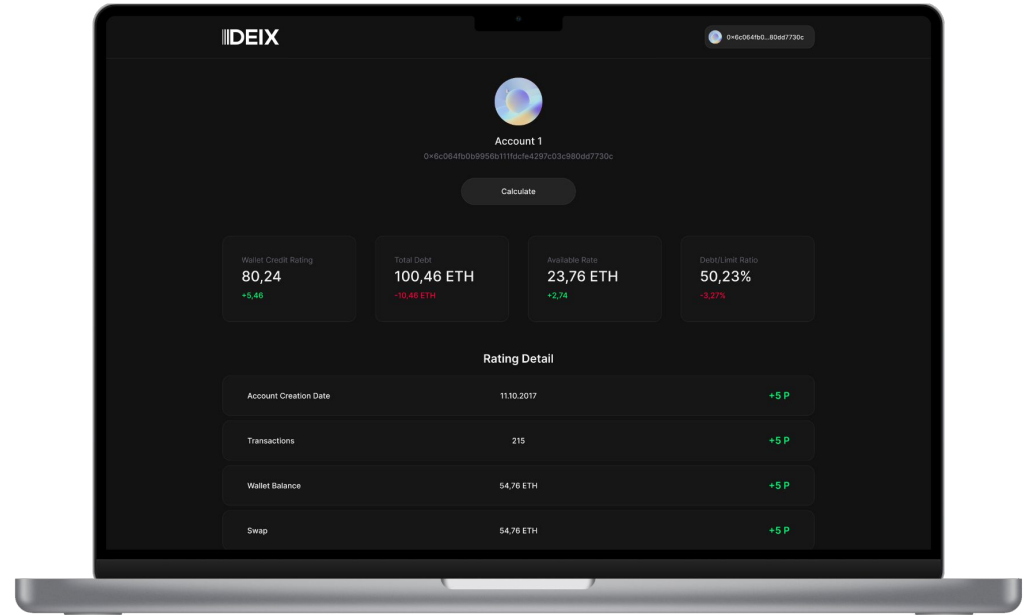 DEIX
0×6c064fb0...80dd7730c
Account 1
0×6c064fb0b9956b111fdcfe4297c03c980dd7730c
Calculate
Wallet Credit Rating
80,24
+5,46
Total Debt
100,46 ETH
-10,46 ETH
Available Rate
23,76 ETH
+2,74
Debt/Limit Ratio
50,23%
-3,27%
Rating Detail
Account Creation Date 11.10.2017 +5 P
Transactions 215 +5 P
Wallet Balance 54,76 ETH +5 P
Swap 54,76 ETH +5 P